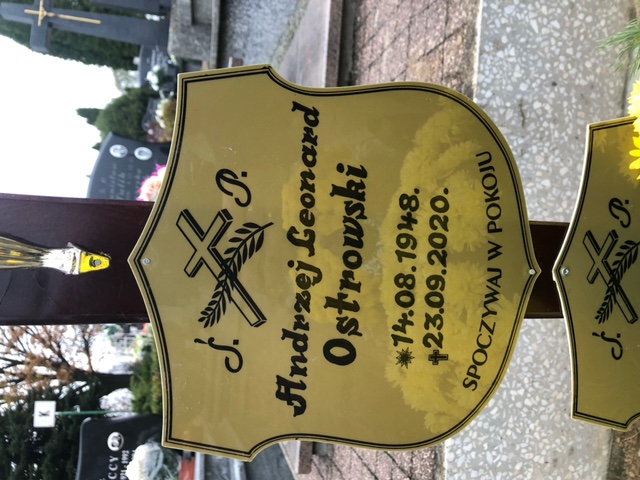 Ś. P.
Andrzej Leonard
Ostrowski
14.08.1948.
23.09.2020.
SPOCZYWAJ W POKOJU
Ś. P.